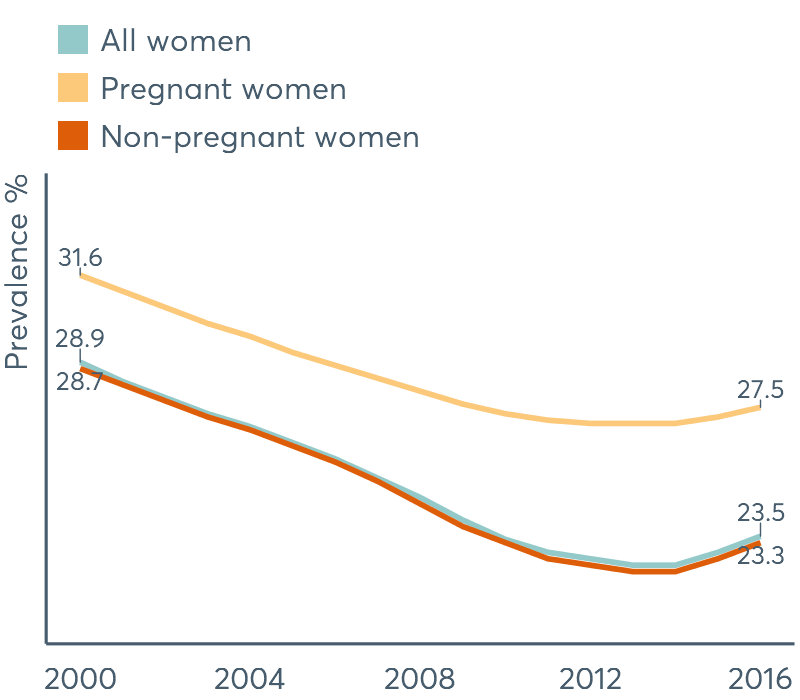 All women
Pregnant women
Non-pregnant women
Prevalence %
31.6
28.9
28.7
27.5
23.5
23.3
2000 2004 2008 2012 2016